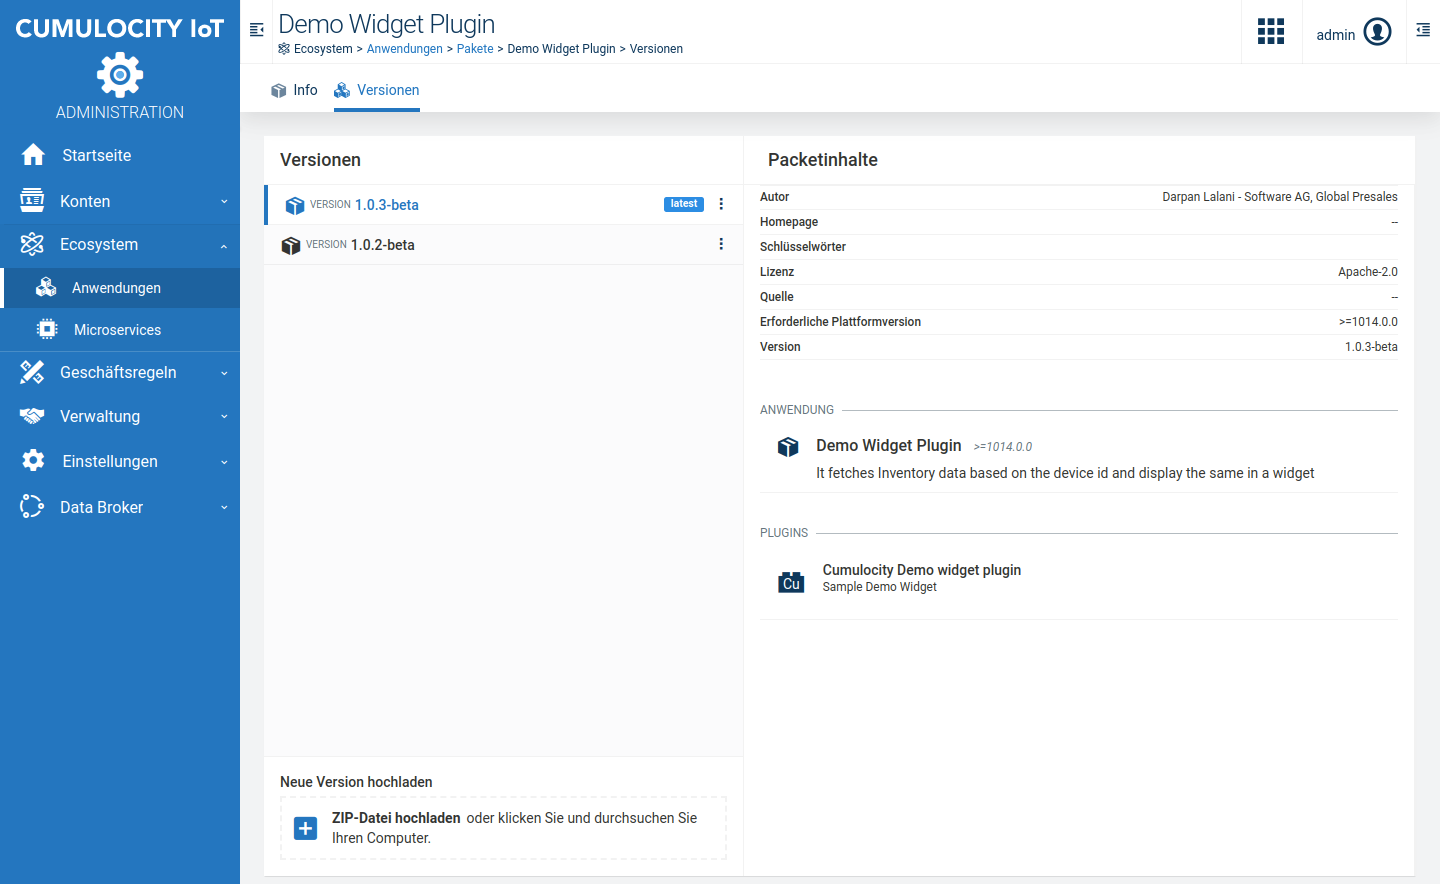 CUMULOCITY IoT
ADMINISTRATION
Startseite
Konten
Ecosystem
Anwendungen
Microservices
Geschäftsregeln
Verwaltung
Einstellungen
Data Broker
Demo Widget Plugin
Ecosystem > Anwendungen > Pakete > Demo Widget Plugin > Versionen
admin
Info
Versionen
Versionen
VERSION 1.0.3-beta
latest
VERSION 1.0.2-beta
Neue Version hochladen
ZIP-Datei hochladen oder klicken Sie und durchsuchen Sie
Ihren Computer.
Packetinhalte
Autor Darpan Lalani - Software AG, Global Presales
Homepage --
Schlüsselwörter
Lizenz Apache-2.0
Quelle --
Erforderliche Plattformversion >=1014.0.0
Version 1.0.3-beta
ANWENDUNG
Demo Widget Plugin >=1014.0.0
It fetches Inventory data based on the device id and display the same in a widget
PLUGINS
Cu
Cumulocity Demo widget plugin
Sample Demo Widget